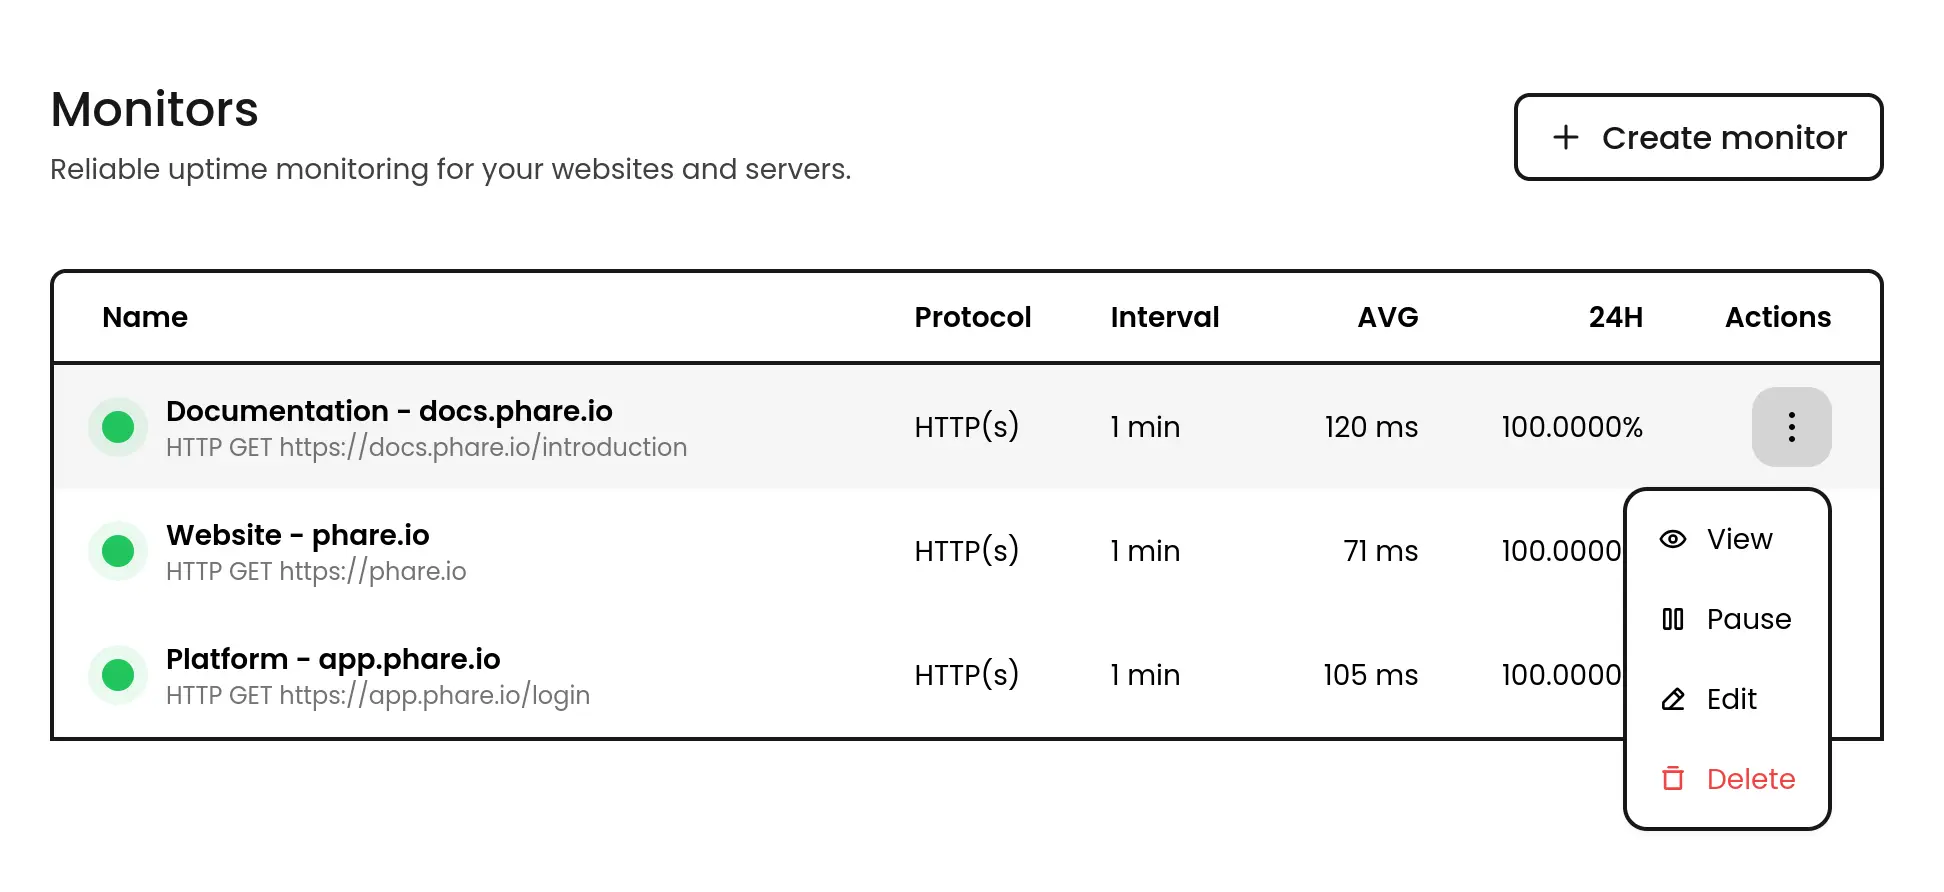 Monitors
Reliable uptime monitoring for your websites and servers.
+ Create monitor
Name Protocol Interval AVG 24H Actions
Documentation - docs.phare.io
HTTP GET https://docs.phare.io/introduction
HTTP(s) 1 min 120 ms 100.0000%
Website - phare.io
HTTP GET https://phare.io
HTTP(s) 1 min 71 ms 100.0000
Platform - app.phare.io
HTTP GET https://app.phare.io/login
HTTP(s) 1 min 105 ms 100.0000
View
Pause
Edit
Delete